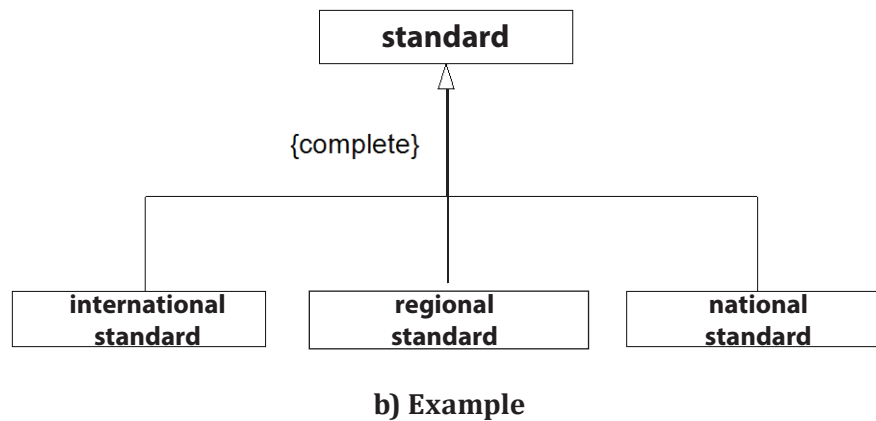 standard
{complete}
international
standard
regional
standard
national
standard
b) Example